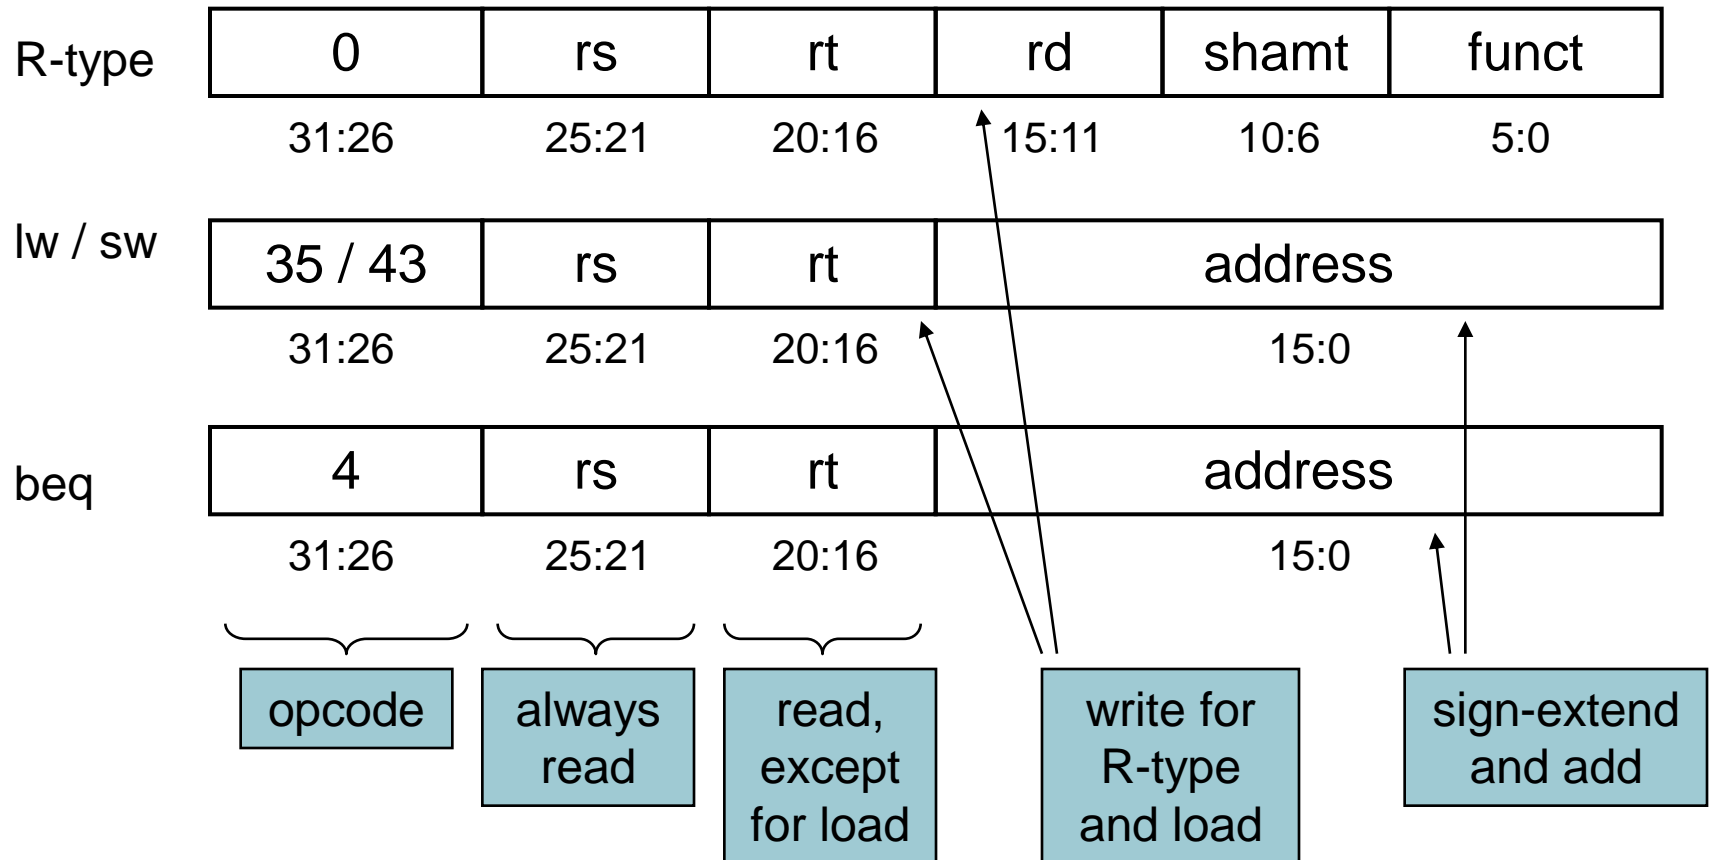 R-type 0 rs rt rd shamt funct
31:26 25:21 20:16 15:11 10:6 5:0
lw / sw 35 / 43 rs rt address
31:26 25:21 20:16 15:0
beq 4 rs rt address
31:26 25:21 20:16 15:0
opcode
always
read
read,
except
for load
write for
R-type
and load
sign-extend
and add